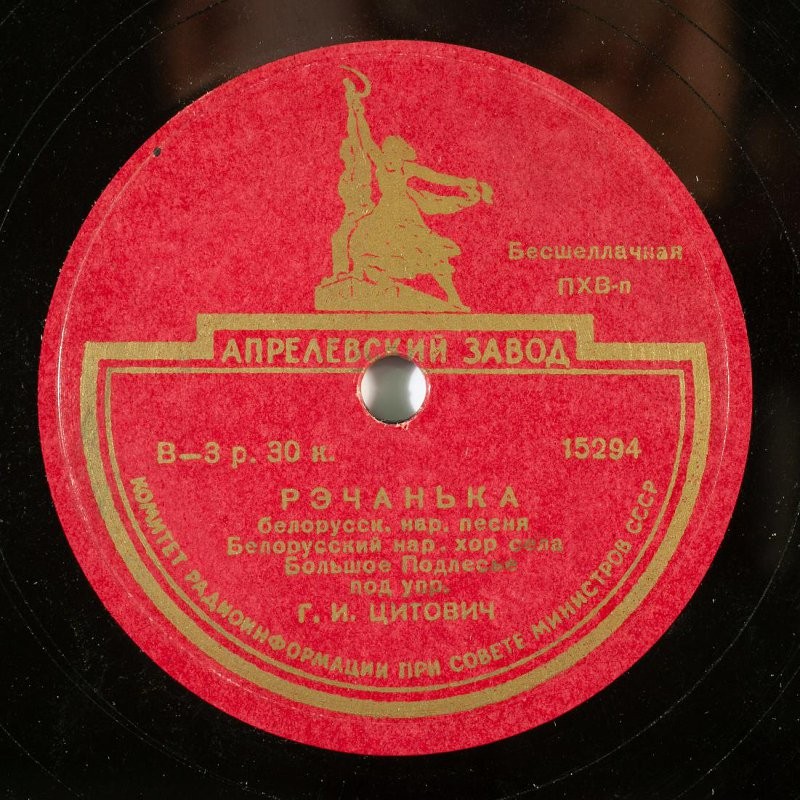 Бесшеллачная
ПХВ-п
АПРЕЛЕВСКИЙ ЗАВОД
В—3 р. 30 к.
15294
РЭЧАНЬКА
белорусск. нар. песня
Белорусский нар. хор села
Большое Подлесье
под упр.
Г. И. ЦИТОВИЧ
КОМИТЕТ РАДИОИНФОРМАЦИИ ПРИ СОВЕТЕ МИНИСТРОВ СССР